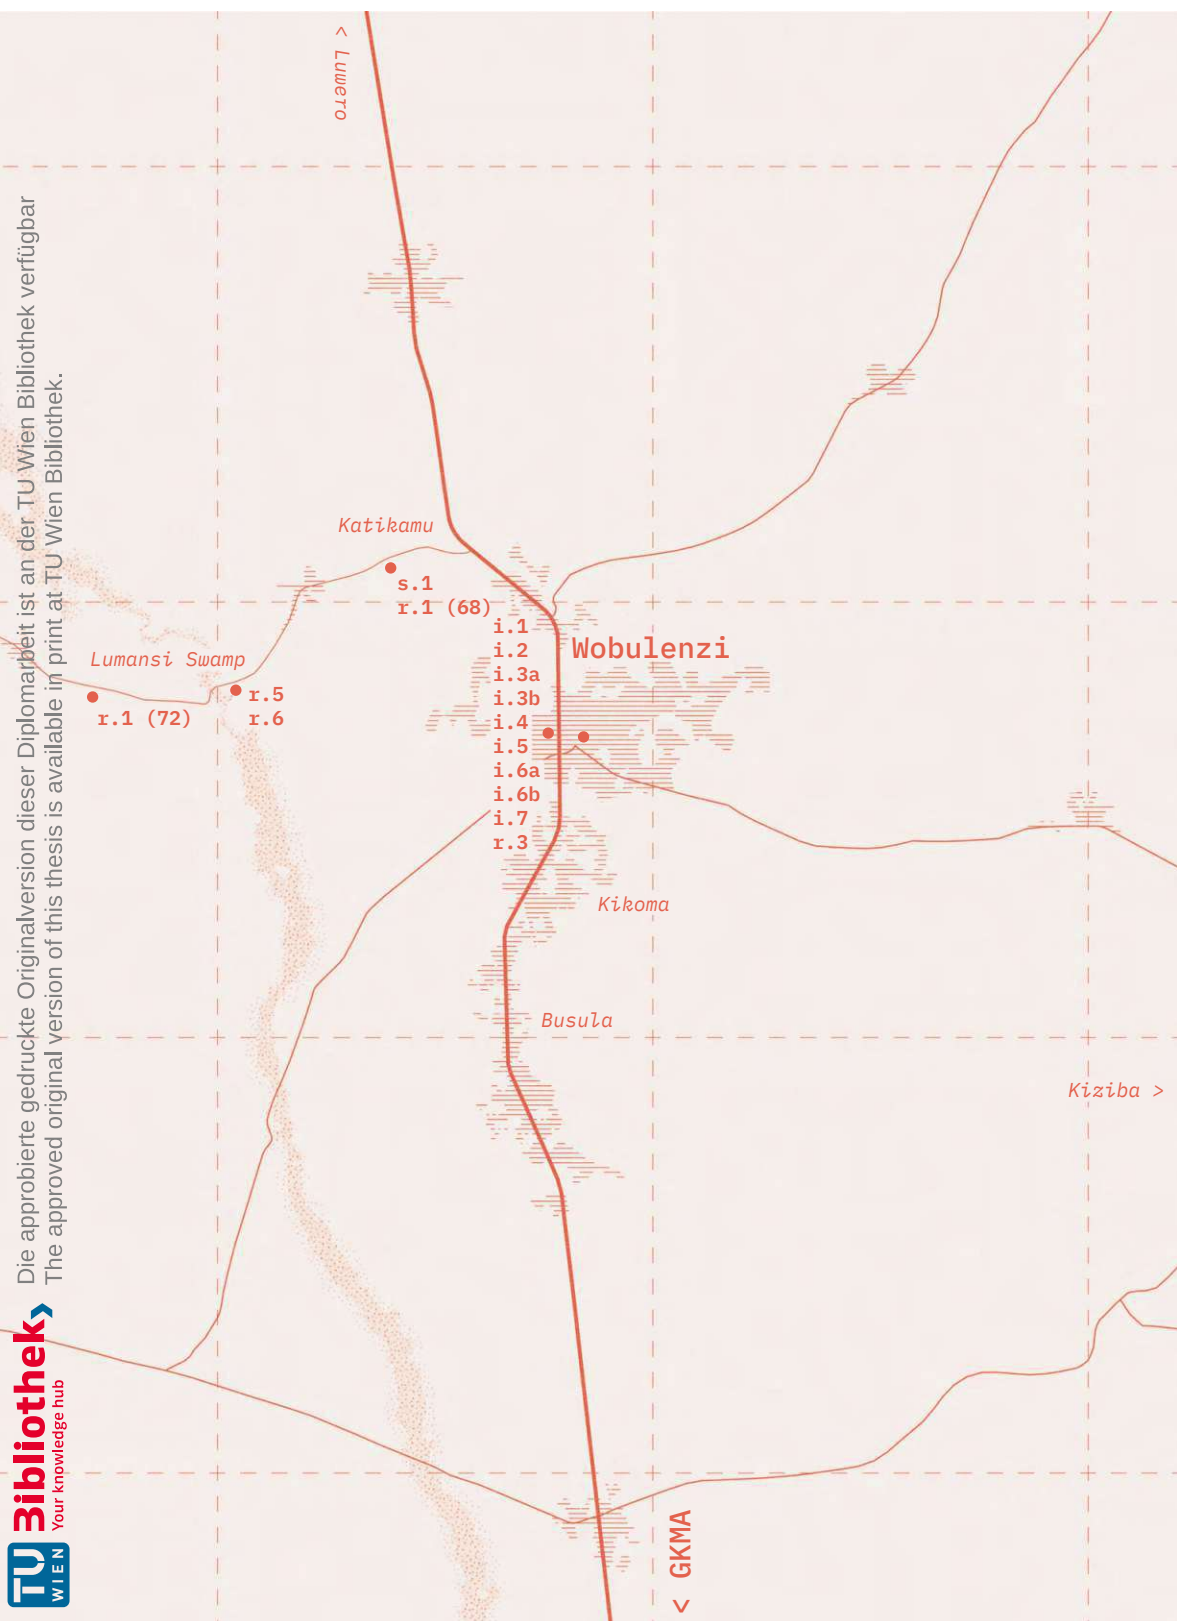 < Luwero
Katikamu
s.1
r.1 (68)
i.1
i.2
i.3a
i.3b
i.4
i.5
i.6a
i.6b
i.7
r.3
Wobulenzi
Lumansi Swamp
r.5
r.6
r.1 (72)
Kikoma
Busula
Kiziba >
< GKMA
Die approbierte gedruckte Originalversion dieser Diplomarbeit ist an der TU Wien Bibliothek verfügbar
The approved original version of this thesis is available in print at TU Wien Bibliothek.
TU
WIEN
Bibliothek
Your knowledge hub